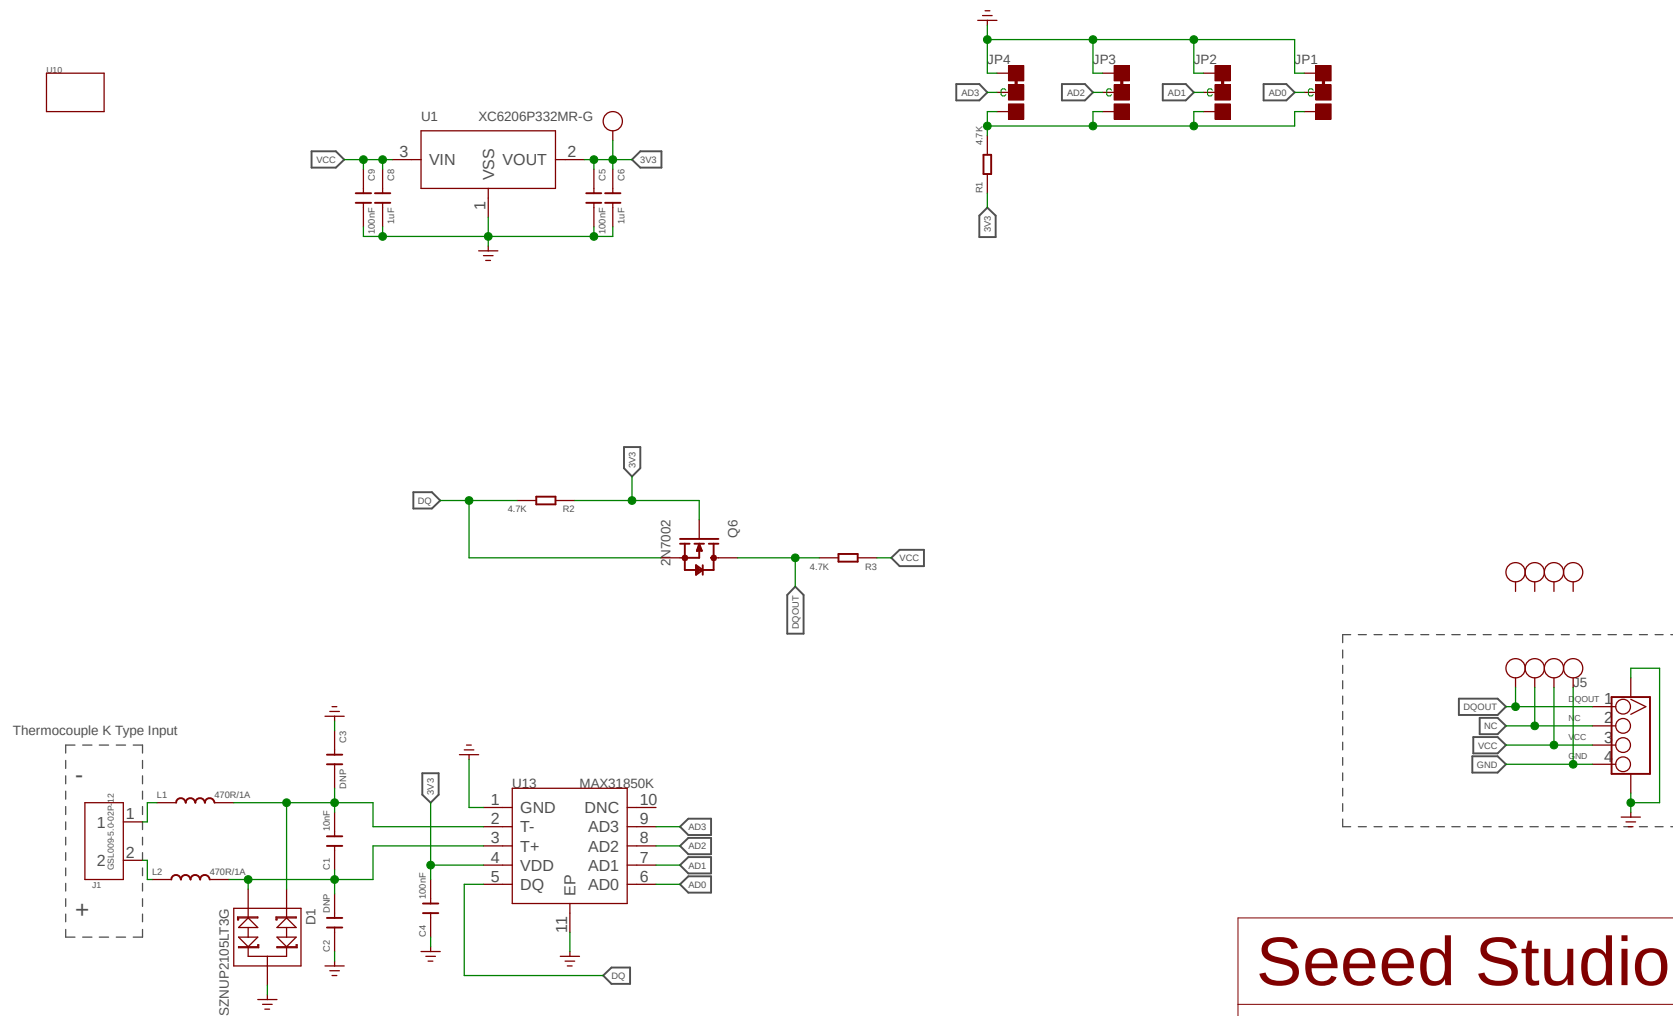 U10
U1 XC6206P332MR-G
VCC 3 VIN VSS VOUT 2 3V3
1
C9 C8 C5 C6
100nF 1uF 100nF 1uF
JP4 JP3 JP2 JP1
AD3 C AD2 C AD1 C AD0 C
4.7K
R1
3V3
3V3
DQ
4.7K R2
2N7002 Q6
4.7K R3 VCC
DQOUT
J5
DQOUT DQOUT 1
NC NC 2
VCC VCC 3
GND GND 4
Thermocouple K Type Input
-
+
1 1
2 2
GSL009-5.0-02P-12
J1
L1 470R/1A
L2 470R/1A
C3
DNP
10nF
C1
DNP
C2
SZNUP2105LT3G D1
3V3
100nF
C4
U13 MAX31850K
1 GND DNC 10
2 T- AD3 9 AD3
3 T+ AD2 8 AD2
4 VDD AD1 7 AD1
5 DQ AD0 6 AD0
EP
11
DQ
Seeed Studio